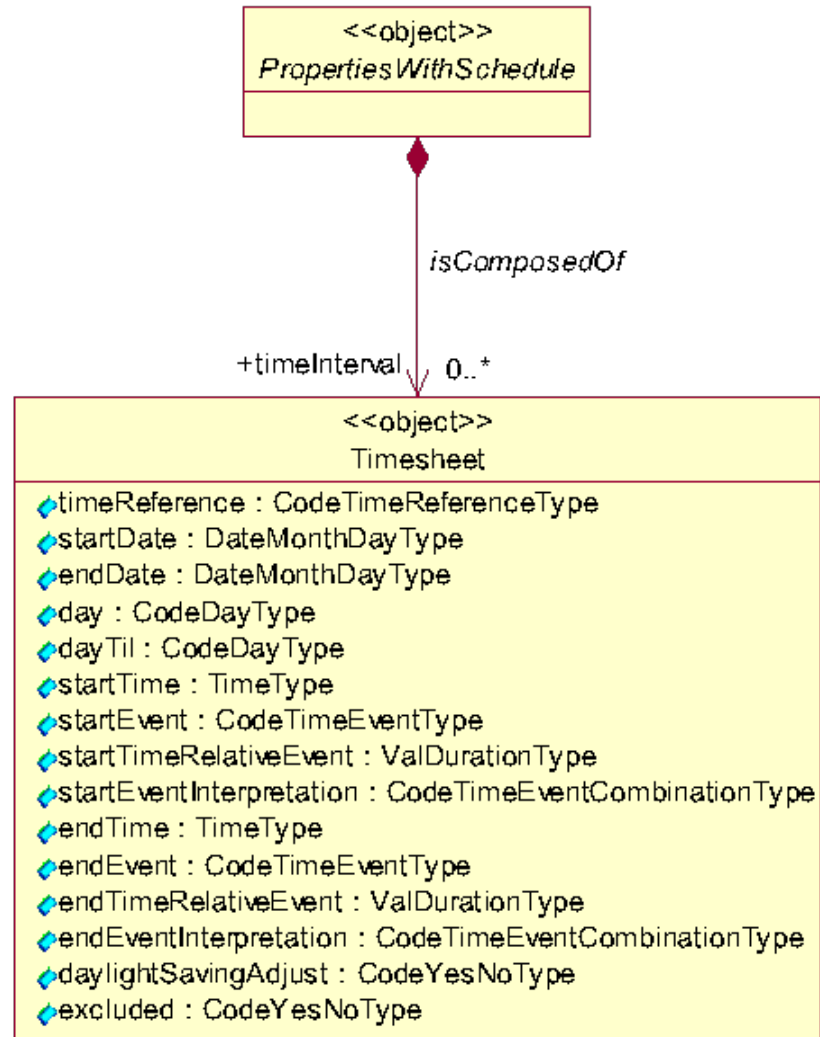 <<object>>
PropertiesWithSchedule
isComposedOf
+timeInterval 0..*
<<object>>
Timesheet
timeReference : CodeTimeReferenceType
startDate : DateMonthDayType
endDate : DateMonthDayType
day : CodeDayType
dayTil : CodeDayType
startTime : TimeType
startEvent : CodeTimeEventType
startTimeRelativeEvent : ValDurationType
startEventInterpretation : CodeTimeEventCombinationType
endTime : TimeType
endEvent : CodeTimeEventType
endTimeRelativeEvent : ValDurationType
endEventInterpretation : CodeTimeEventCombinationType
daylightSavingAdjust : CodeYesNoType
excluded : CodeYesNoType